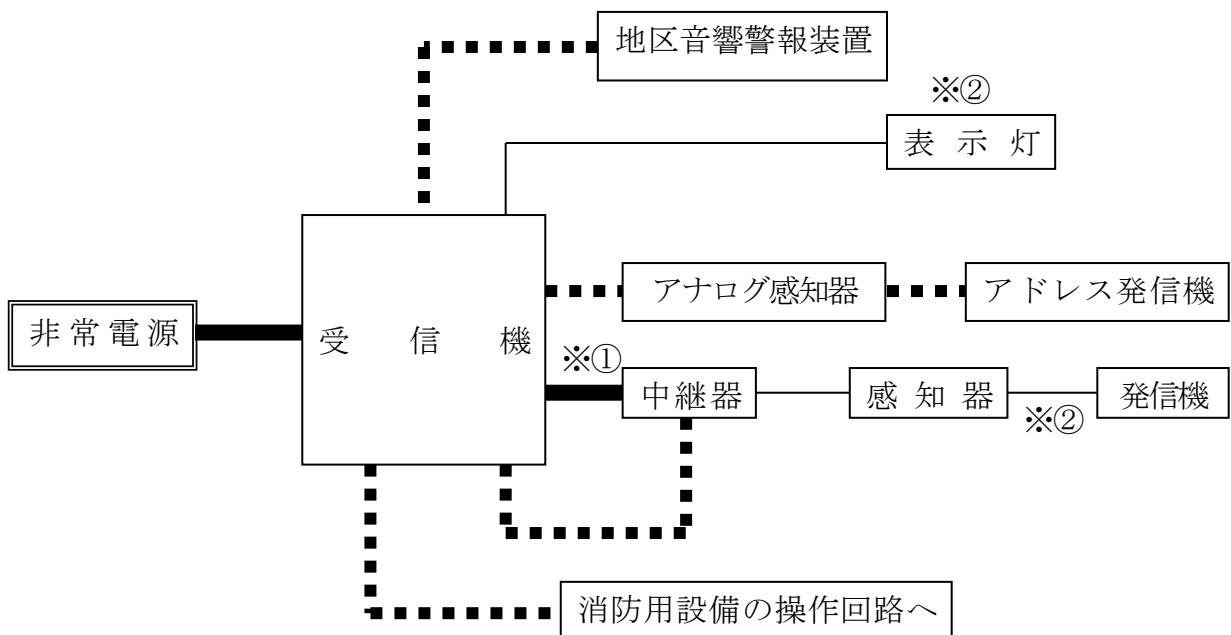 地区音響警報装置
※②
表示灯
アナログ感知器
アドレス発信機
非常電源
受信機
※①
中継器
感知器
※②
発信機
消防用設備の操作回路へ